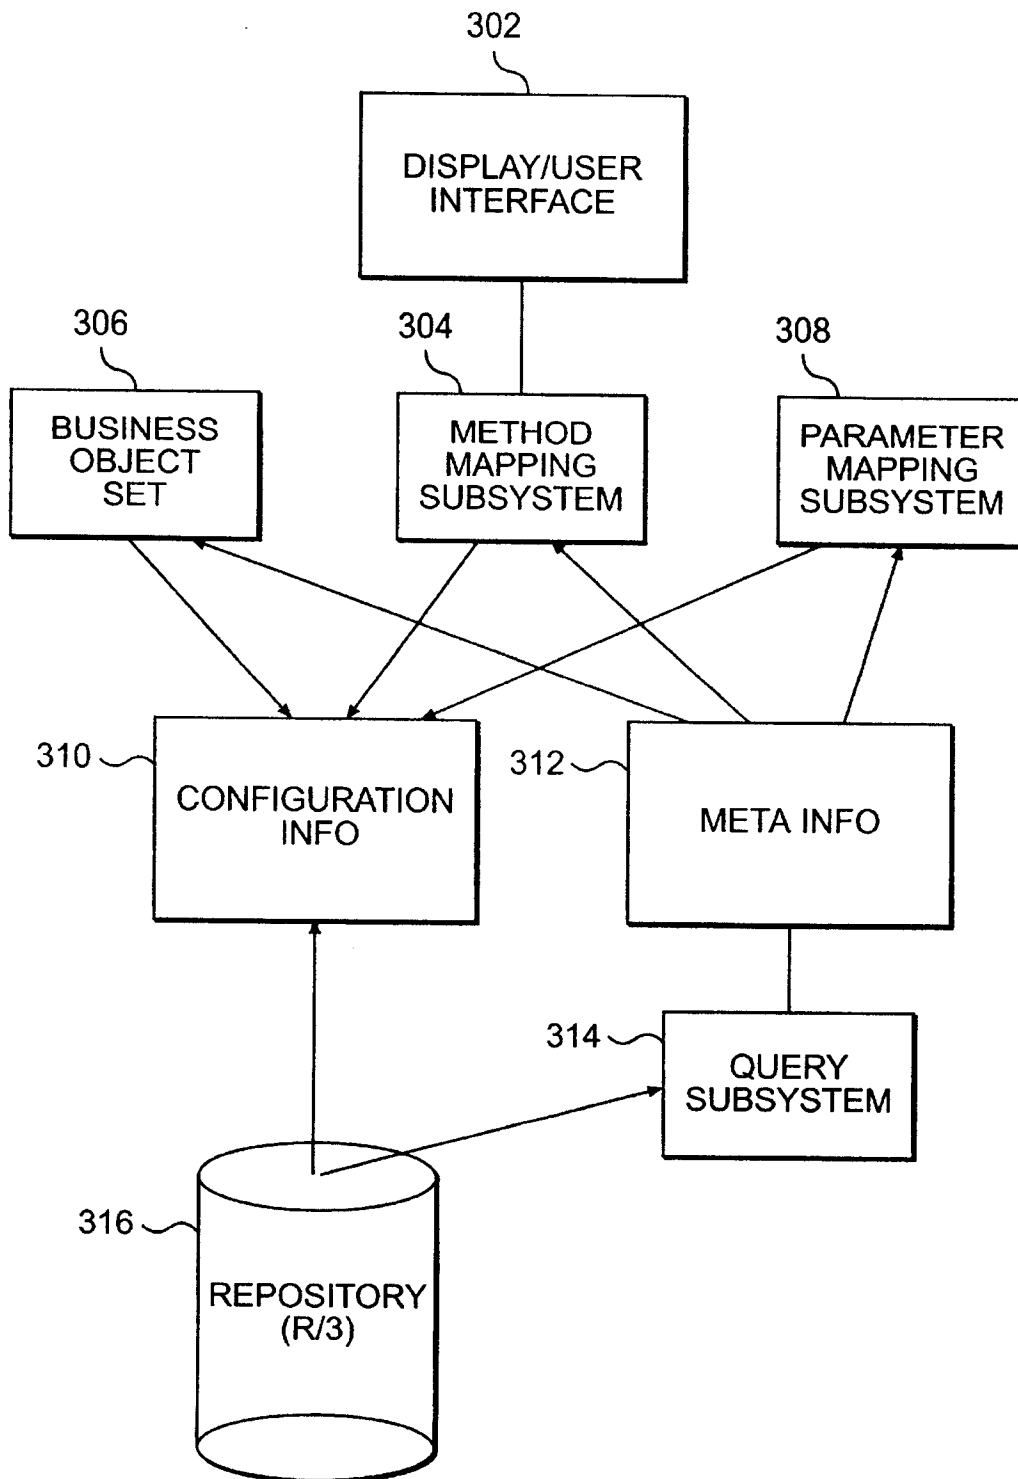 302
DISPLAY/USER
INTERFACE
306
304
308
BUSINESS
OBJECT
SET
METHOD
MAPPING
SUBSYSTEM
PARAMETER
MAPPING
SUBSYSTEM
310
CONFIGURATION
INFO
312
META INFO
314
QUERY
SUBSYSTEM
316
REPOSITORY
(R/3)